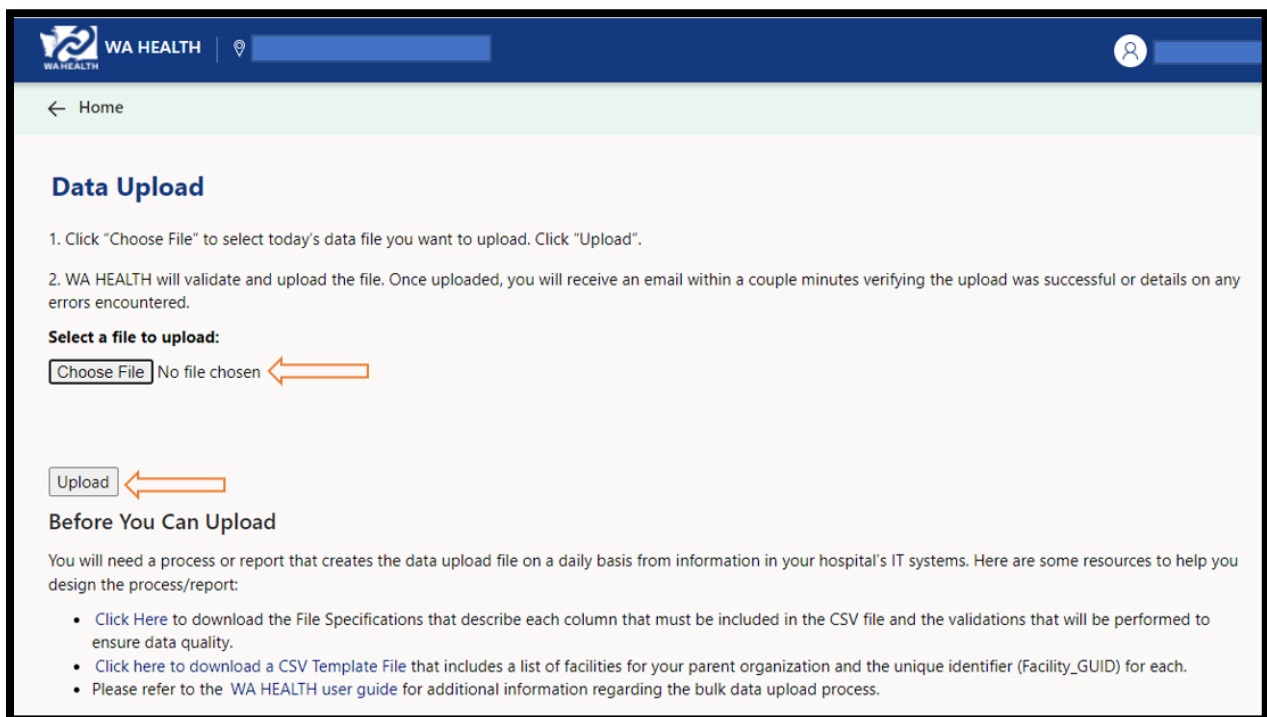 WA HEALTH
WA HEALTH
Home
Data Upload
1. Click “Choose File” to select today’s data file you want to upload. Click “Upload”.
2. WA HEALTH will validate and upload the file. Once uploaded, you will receive an email within a couple minutes verifying the upload was successful or details on any
errors encountered.
Select a file to upload:
Choose File No file chosen
Upload
Before You Can Upload
You will need a process or report that creates the data upload file on a daily basis from information in your hospital's IT systems. Here are some resources to help you
design the process/report:
• Click Here to download the File Specifications that describe each column that must be included in the CSV file and the validations that will be performed to
ensure data quality.
• Click here to download a CSV Template File that includes a list of facilities for your parent organization and the unique identifier (Facility_GUID) for each.
• Please refer to the WA HEALTH user guide for additional information regarding the bulk data upload process.